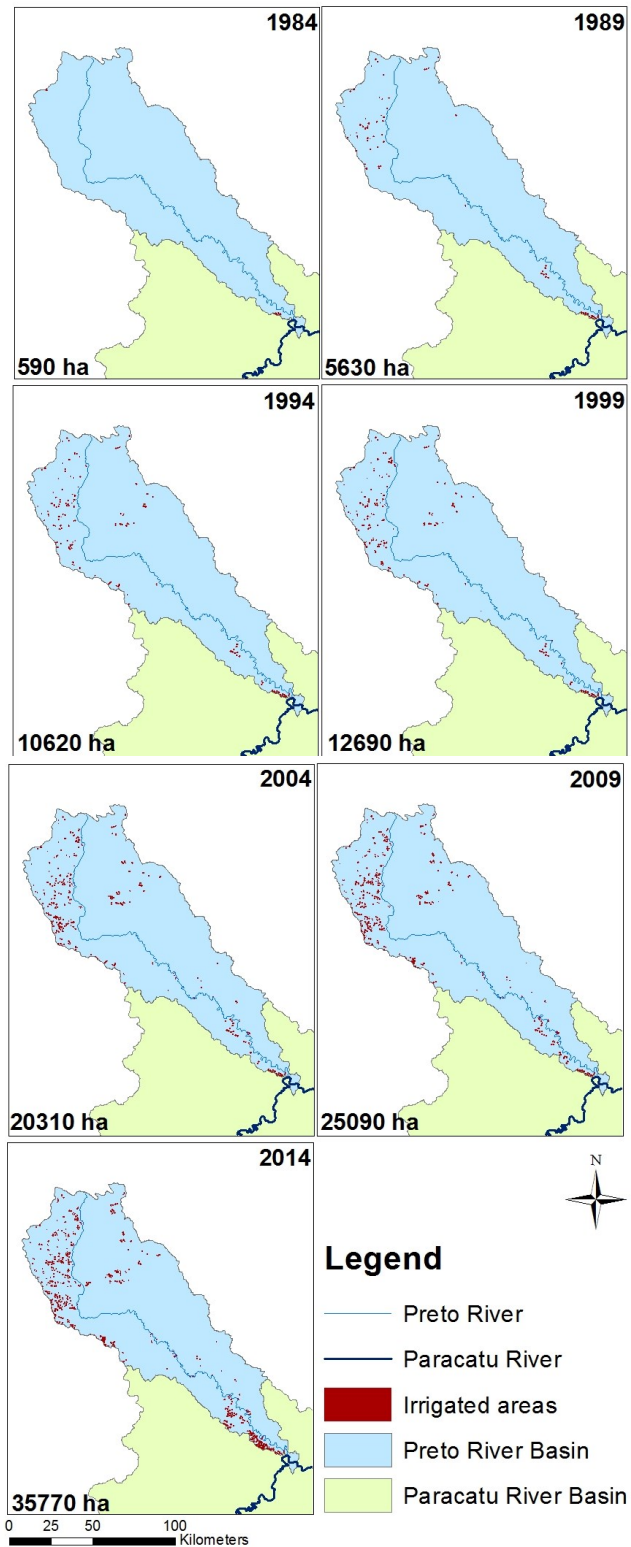 1984
590 ha
1989
5630 ha
1994
10620 ha
1999
12690 ha
2004
20310 ha
2009
25090 ha
2014
35770 ha
N
Legend
Preto River
Paracatu River
Irrigated areas
Preto River Basin
Paracatu River Basin
0 25 50 100
Kilometers